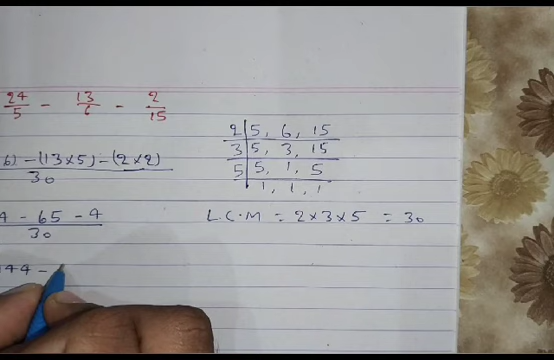 24/5 - 13/6 - 2/15
6) - (13×5) - (2×2) / 30
4 - 65 - 4 / 30
144 -
2 | 5, 6, 15
3 | 5, 3, 15
5 | 5, 1, 5
1, 1, 1
L.C.M = 2×3×5 = 30